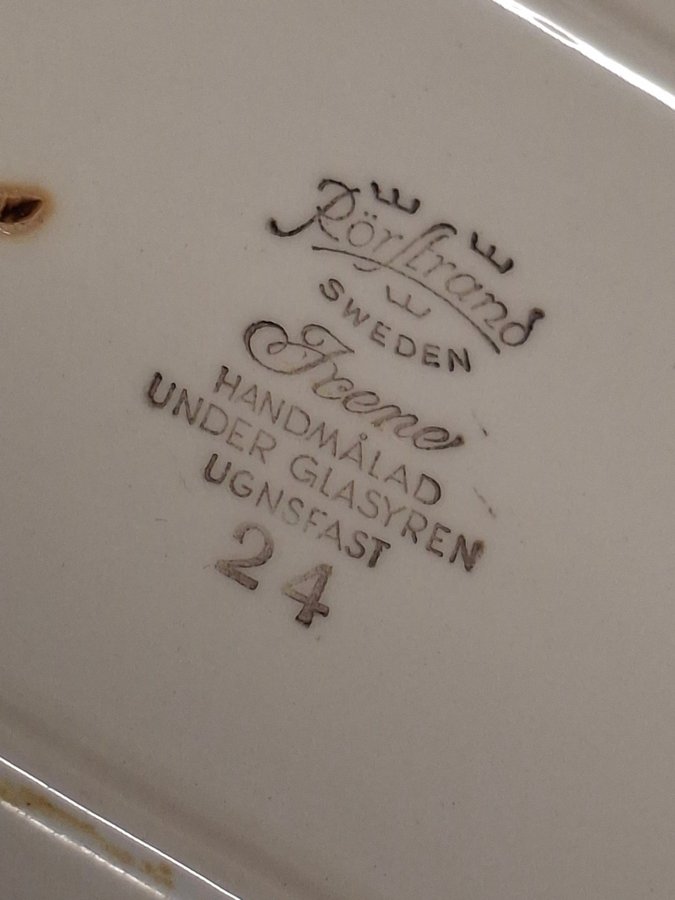 Rörstrand
SWEDEN
Irene
HANDMÅLAD
UNDER GLASYREN
UGNSFAST
24